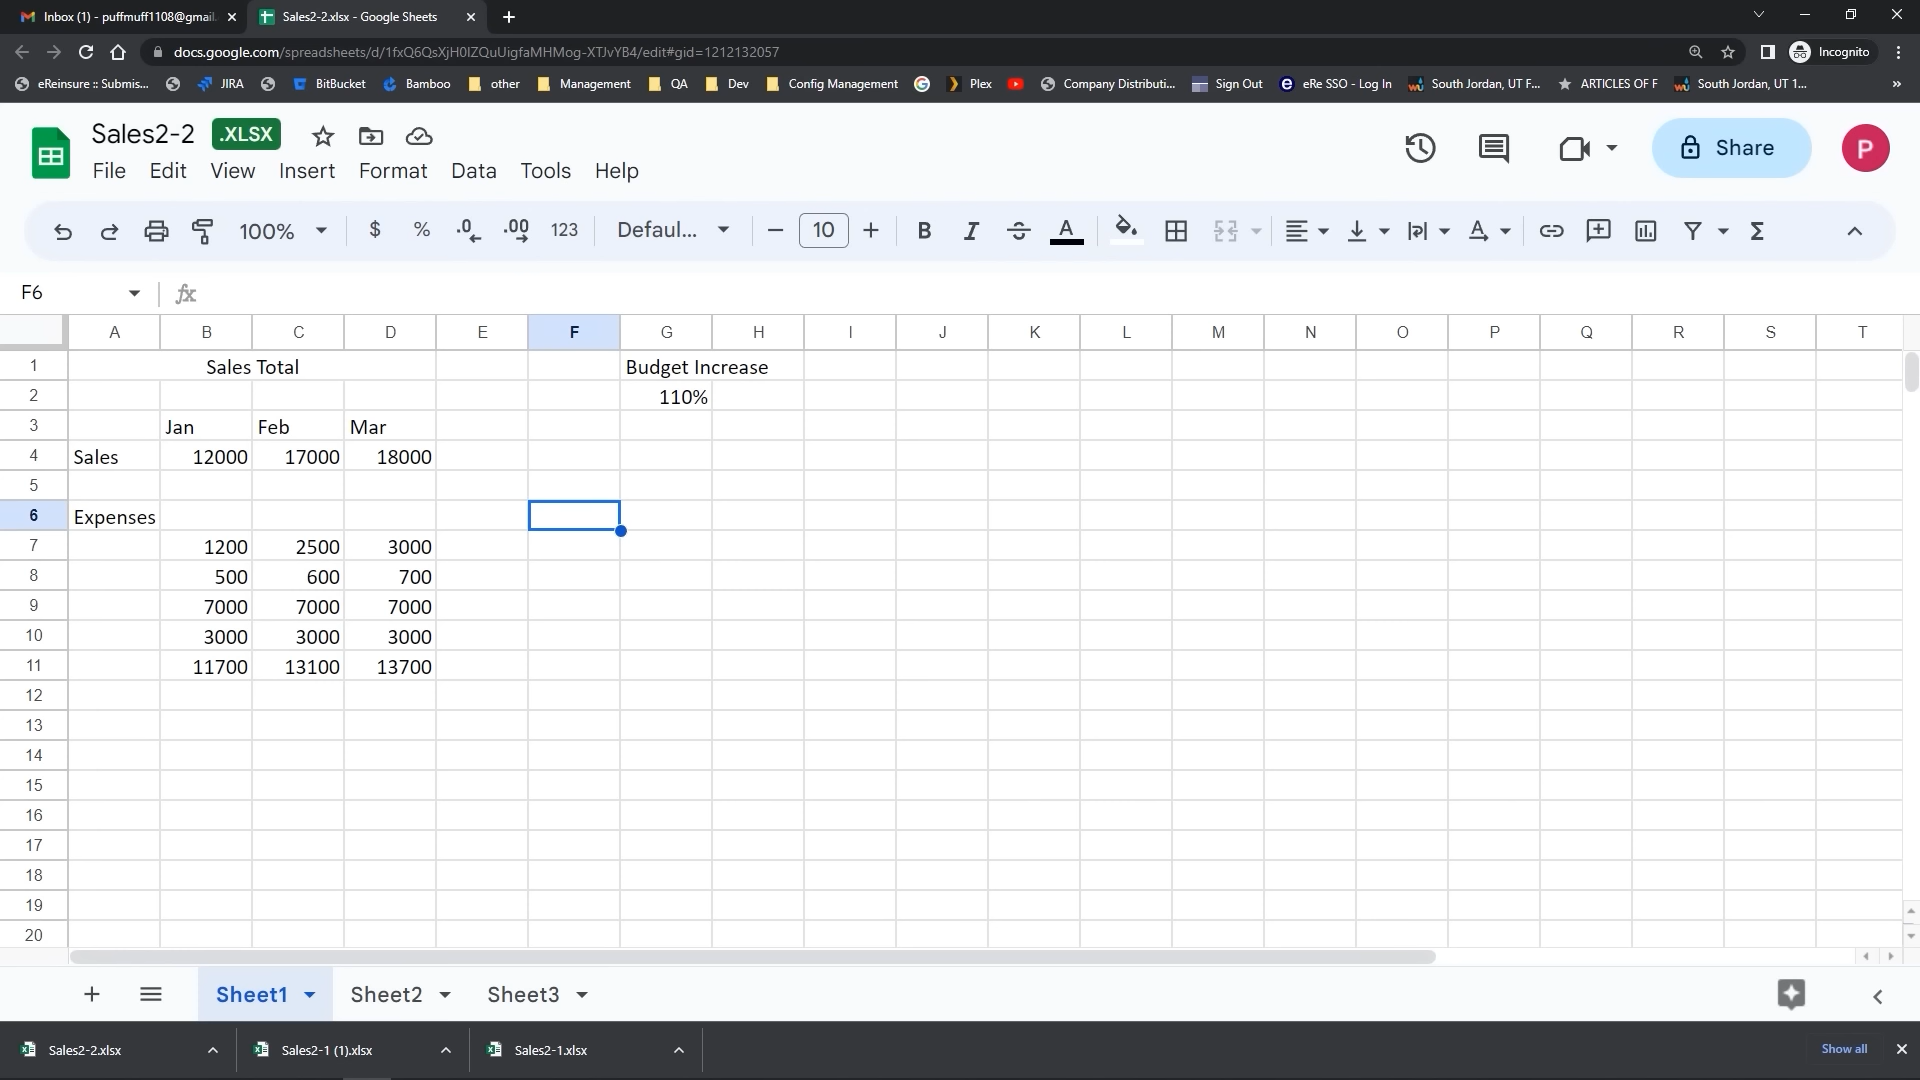 Inbox (1) - puffmuff1108@gmail.
Sales2-2.xlsx - Google Sheets
docs.google.com/spreadsheets/d/1fxQ6QsXjH0IZQuUigfaMHMog-XTJvYB4/edit#gid=1212132057
Incognito
eReinsure :: Submis... JIRA BitBucket Bamboo other Management QA Dev Config Management Plex Company Distributi... Sign Out eRe SSO - Log In South Jordan, UT F... ARTICLES OF F South Jordan, UT 1...
Sales2-2 .XLSX
Share P
File Edit View Insert Format Data Tools Help
100% $ % .0 .00 123 Defaul... 10 B I S A
F6 fx
A B C D E F G H I J K L M N O P Q R S T
1 Sales Total Budget Increase
2 110%
3 Jan Feb Mar
4 Sales 12000 17000 18000
5
6 Expenses
7 1200 2500 3000
8 500 600 700
9 7000 7000 7000
10 3000 3000 3000
11 11700 13100 13700
12
13
14
15
16
17
18
19
20
Sheet1 Sheet2 Sheet3
Sales2-2.xlsx Sales2-1 (1).xlsx Sales2-1.xlsx Show all